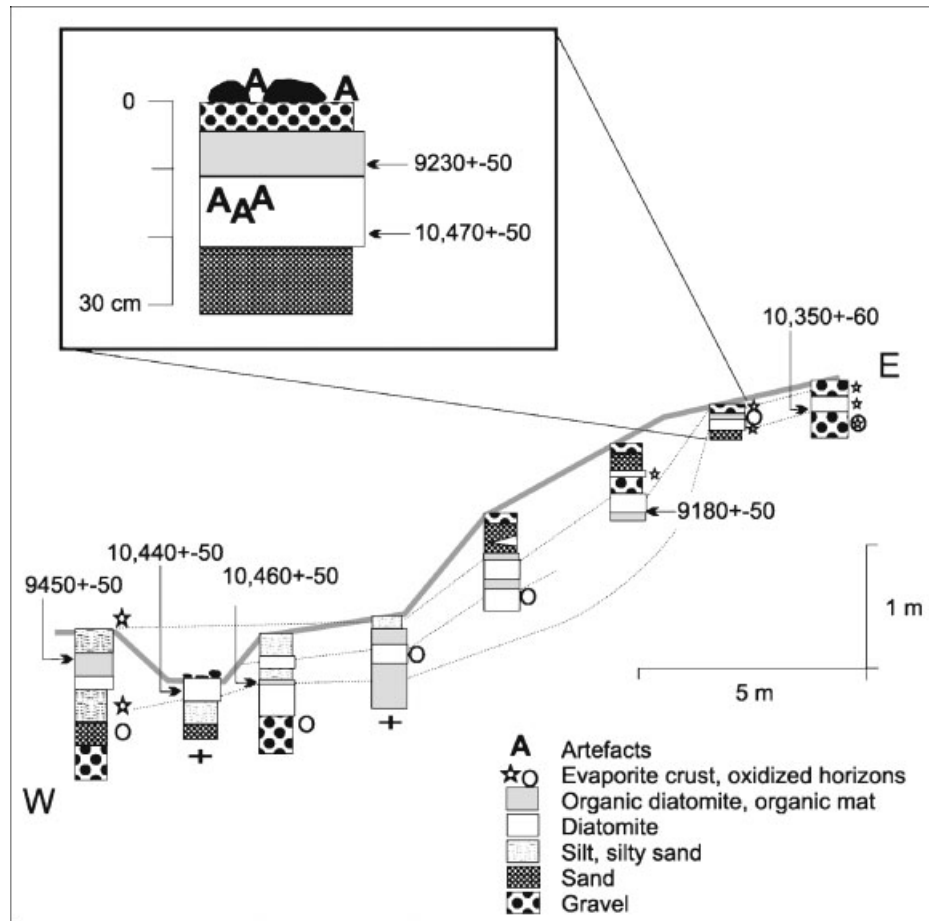 A
A
0
9230+-50
A A A
10,470+-50
30 cm
10,350+-60
E
9180+-50
10,440+-50
10,460+-50
9450+-50
1 m
5 m
W
A Artefacts
Evaporite crust, oxidized horizons
Organic diatomite, organic mat
Diatomite
Silt, silty sand
Sand
Gravel